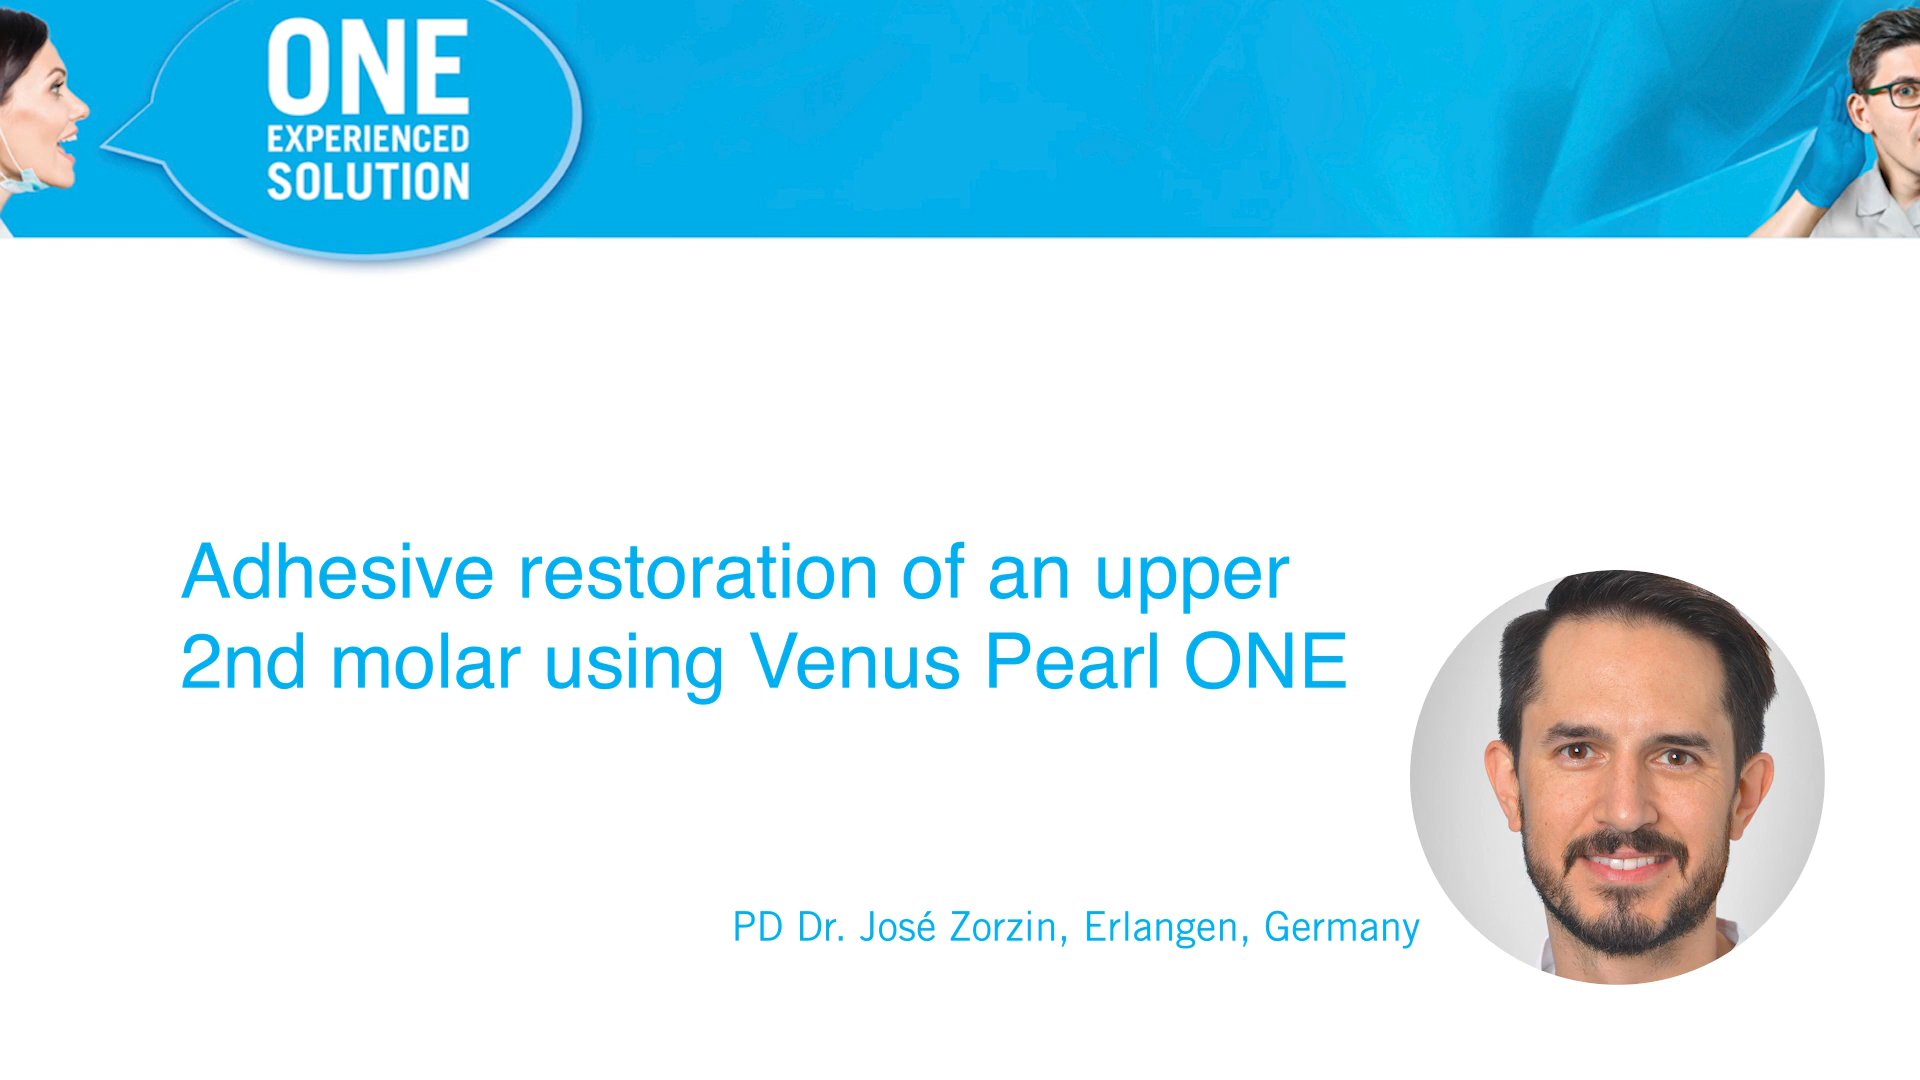 ONE
EXPERIENCED
SOLUTION
Adhesive restoration of an upper
2nd molar using Venus Pearl ONE
PD Dr. José Zorzin, Erlangen, Germany